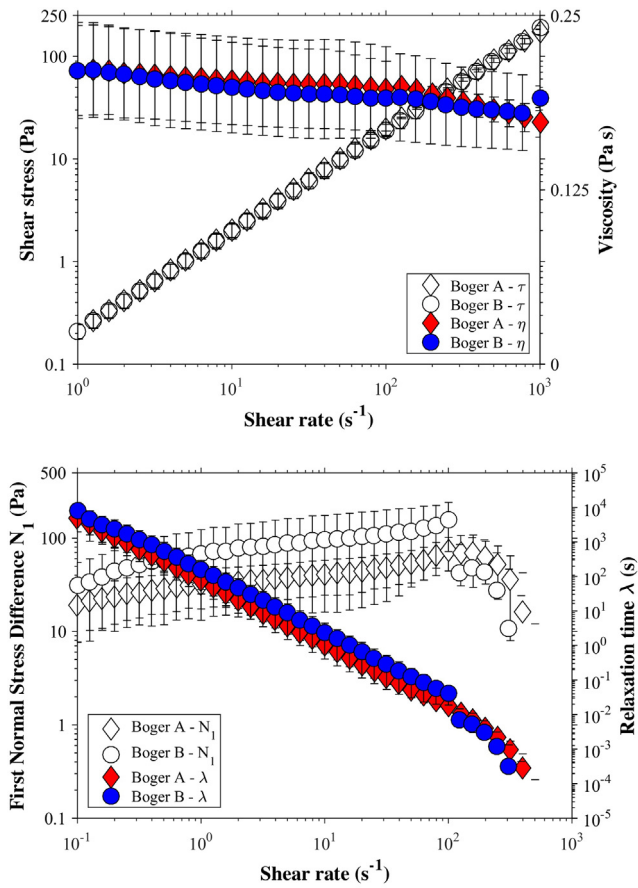 250
100
10
1
0.1
Shear stress (Pa)
0.25
0.125
0
Viscosity (Pa s)
Boger A - τ
Boger B - τ
Boger A - η
Boger B - η
10⁰ 10¹ 10² 10³
Shear rate (s⁻¹)
500
100
10
1
0.1
First Normal Stress Difference N₁ (Pa)
10⁵
10⁴
10³
10²
10¹
10⁰
10⁻¹
10⁻²
10⁻³
10⁻⁴
10⁻⁵
Relaxation time λ (s)
Boger A - N₁
Boger B - N₁
Boger A - λ
Boger B - λ
10⁻¹ 10⁰ 10¹ 10² 10³
Shear rate (s⁻¹)